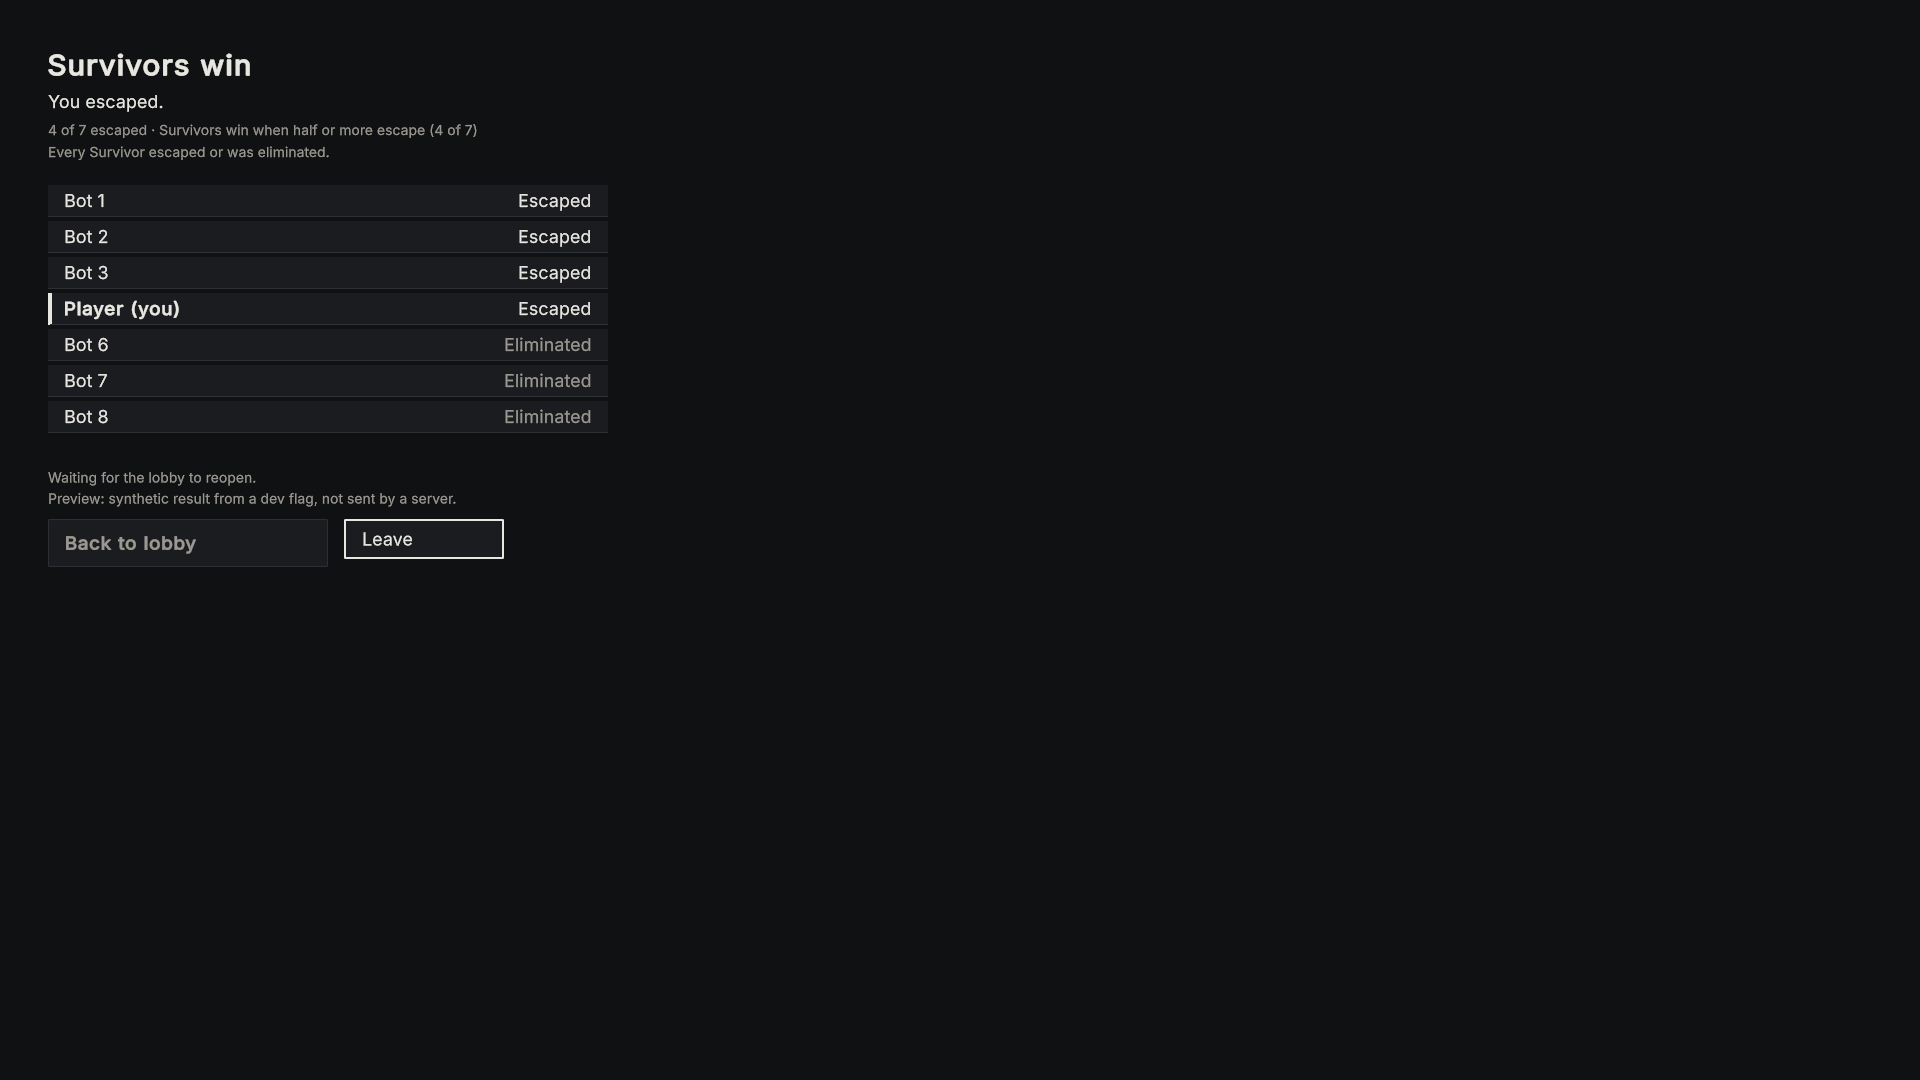 Survivors win
You escaped.
4 of 7 escaped · Survivors win when half or more escape (4 of 7)
Every Survivor escaped or was eliminated.
Bot 1 Escaped
Bot 2 Escaped
Bot 3 Escaped
Player (you) Escaped
Bot 6 Eliminated
Bot 7 Eliminated
Bot 8 Eliminated
Waiting for the lobby to reopen.
Preview: synthetic result from a dev flag, not sent by a server.
Back to lobby Leave